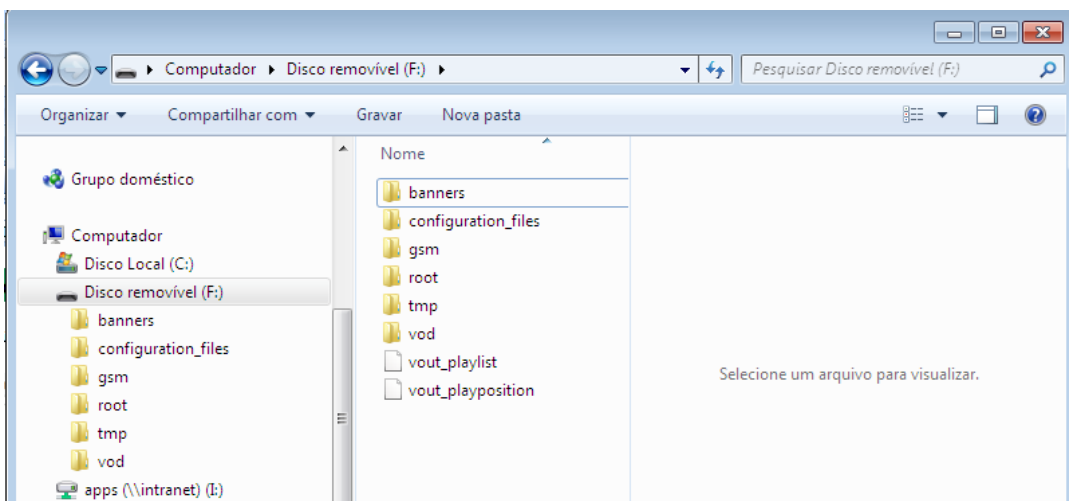 Computador Disco removível (F:)
Pesquisar Disco removível (F:)
Organizar Compartilhar com Gravar Nova pasta
Grupo doméstico
Computador
Disco Local (C:)
Disco removível (F:)
banners
configuration_files
gsm
root
tmp
vod
apps (\\intranet) (I:)
Nome
banners
configuration_files
gsm
root
tmp
vod
vout_playlist
vout_playposition
Selecione um arquivo para visualizar.